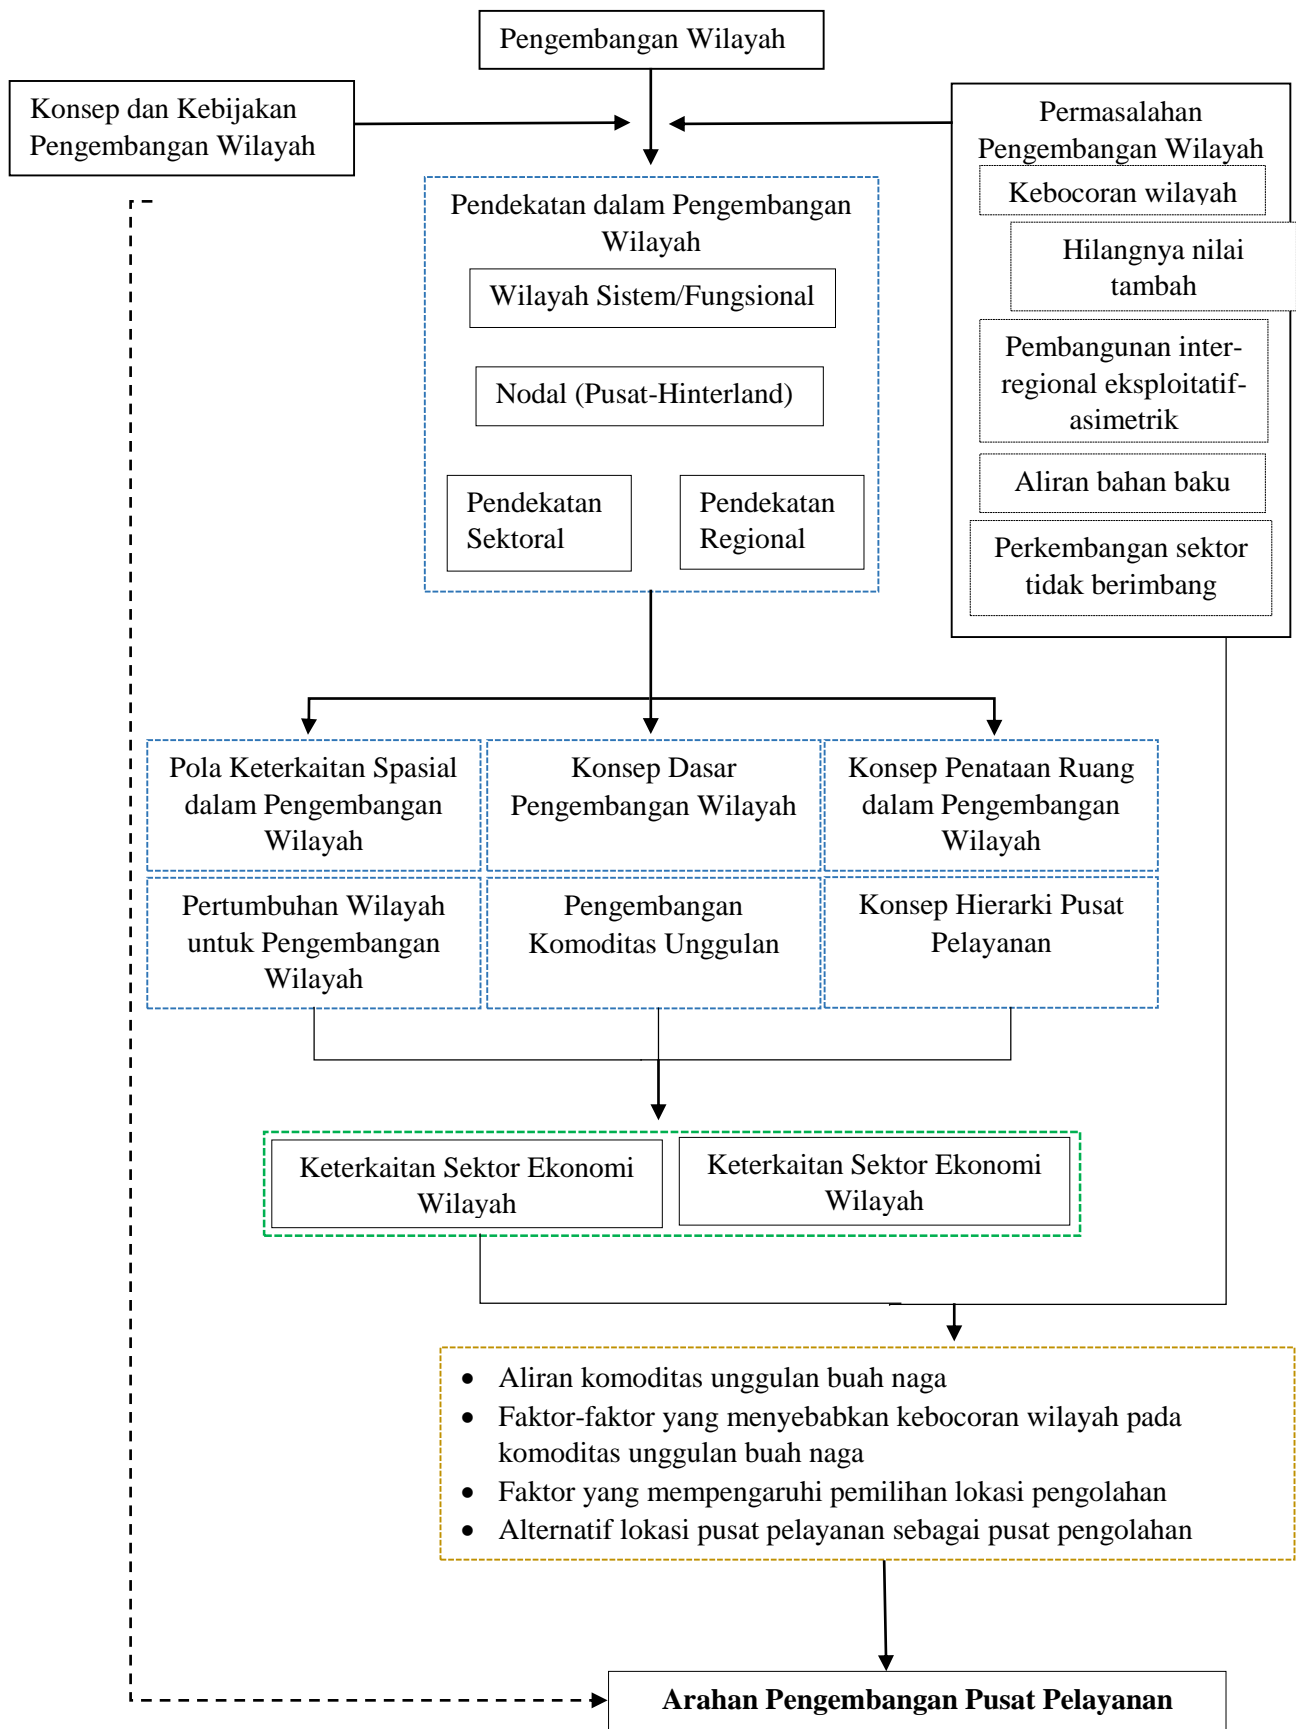 Pengembangan Wilayah
Konsep dan Kebijakan
Pengembangan Wilayah
Permasalahan
Pengembangan Wilayah
Kebocoran wilayah
Hilangnya nilai
tambah
Pembangunan inter-
regional eksploitatif-
asimetrik
Aliran bahan baku
Perkembangan sektor
tidak berimbang
Pendekatan dalam Pengembangan
Wilayah
Wilayah Sistem/Fungsional
Nodal (Pusat-Hinterland)
Pendekatan
Sektoral
Pendekatan
Regional
Pola Keterkaitan Spasial
dalam Pengembangan
Wilayah
Konsep Dasar
Pengembangan Wilayah
Konsep Penataan Ruang
dalam Pengembangan
Wilayah
Pertumbuhan Wilayah
untuk Pengembangan
Wilayah
Pengembangan
Komoditas Unggulan
Konsep Hierarki Pusat
Pelayanan
Keterkaitan Sektor Ekonomi
Wilayah
Keterkaitan Sektor Ekonomi
Wilayah
• Aliran komoditas unggulan buah naga
• Faktor-faktor yang menyebabkan kebocoran wilayah pada
komoditas unggulan buah naga
• Faktor yang mempengaruhi pemilihan lokasi pengolahan
• Alternatif lokasi pusat pelayanan sebagai pusat pengolahan
Arahan Pengembangan Pusat Pelayanan